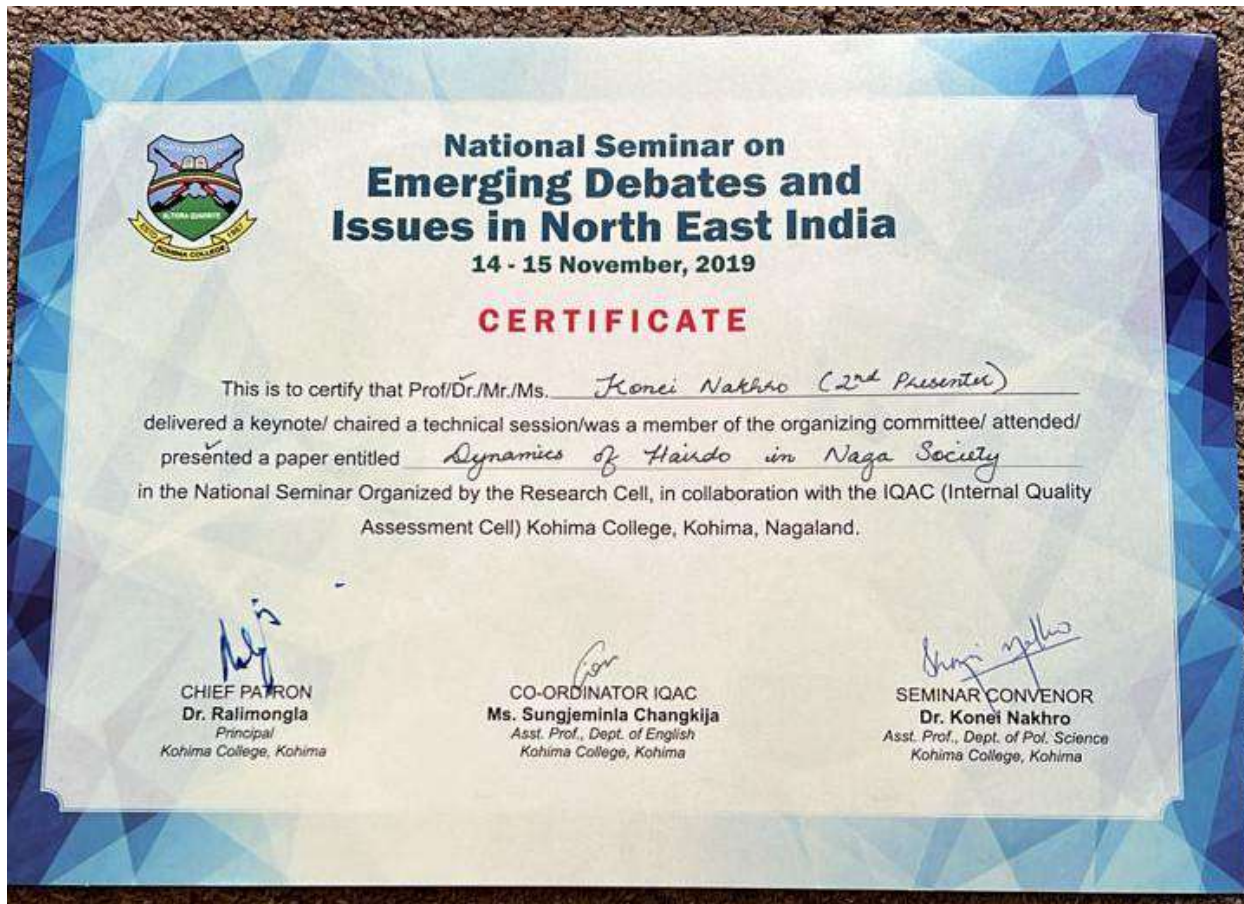 National Seminar on
Emerging Debates and
Issues in North East India
14 - 15 November, 2019
CERTIFICATE
ESTD 1967
KOHIMA COLLEGE
This is to certify that Prof/Dr./Mr./Ms. Konei Nakhro (2nd Presenter)
delivered a keynote/ chaired a technical session/was a member of the organizing committee/ attended/
presented a paper entitled Dynamics of Hairdo in Naga Society
in the National Seminar Organized by the Research Cell, in collaboration with the IQAC (Internal Quality
Assessment Cell) Kohima College, Kohima, Nagaland.
CHIEF PATRON
Dr. Ralimongla
Principal
Kohima College, Kohima
CO-ORDINATOR IQAC
Ms. Sungjeminla Changkija
Asst. Prof., Dept. of English
Kohima College, Kohima
SEMINAR CONVENOR
Dr. Konei Nakhro
Asst. Prof., Dept. of Pol. Science
Kohima College, Kohima